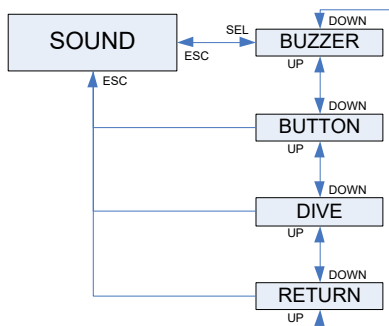 DOWN
SOUND
SEL
BUZZER
ESC
UP
ESC
DOWN
BUTTON
UP
DOWN
DIVE
UP
DOWN
RETURN
UP